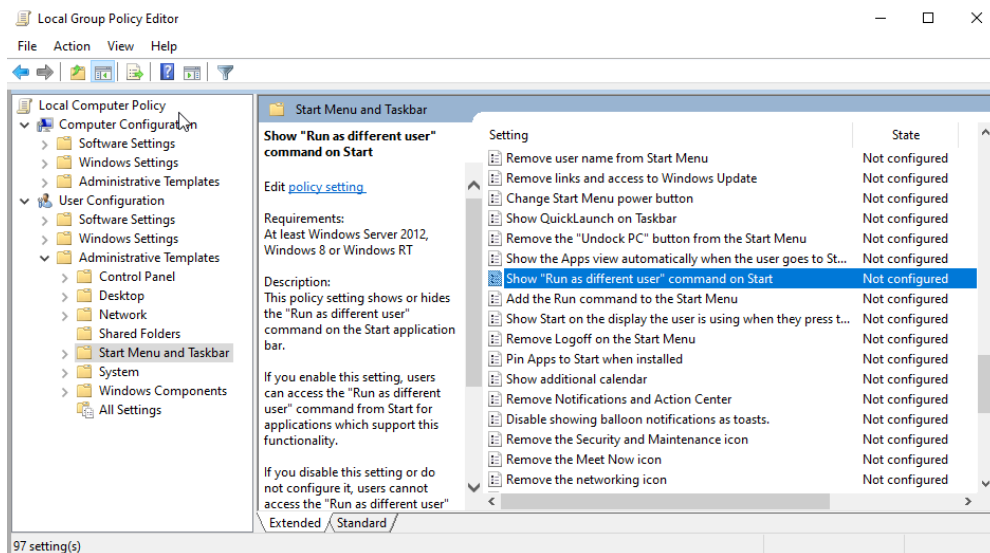 Local Group Policy Editor
File Action View Help
Local Computer Policy
Computer Configuration
Software Settings
Windows Settings
Administrative Templates
User Configuration
Software Settings
Windows Settings
Administrative Templates
Control Panel
Desktop
Network
Shared Folders
Start Menu and Taskbar
System
Windows Components
All Settings
Start Menu and Taskbar
Show "Run as different user"
command on Start
Edit policy setting
Requirements:
At least Windows Server 2012,
Windows 8 or Windows RT
Description:
This policy setting shows or hides
the "Run as different user"
command on the Start application
bar.
If you enable this setting, users
can access the "Run as different
user" command from Start for
applications which support this
functionality.
If you disable this setting or do
not configure it, users cannot
access the "Run as different user"
Setting State
Remove user name from Start Menu Not configured
Remove links and access to Windows Update Not configured
Change Start Menu power button Not configured
Show QuickLaunch on Taskbar Not configured
Remove the "Undock PC" button from the Start Menu Not configured
Show the Apps view automatically when the user goes to St... Not configured
Show "Run as different user" command on Start Not configured
Add the Run command to the Start Menu Not configured
Show Start on the display the user is using when they press t... Not configured
Remove Logoff on the Start Menu Not configured
Pin Apps to Start when installed Not configured
Show additional calendar Not configured
Remove Notifications and Action Center Not configured
Disable showing balloon notifications as toasts. Not configured
Remove the Security and Maintenance icon Not configured
Remove the Meet Now icon Not configured
Remove the networking icon Not configured
Extended Standard
97 setting(s)